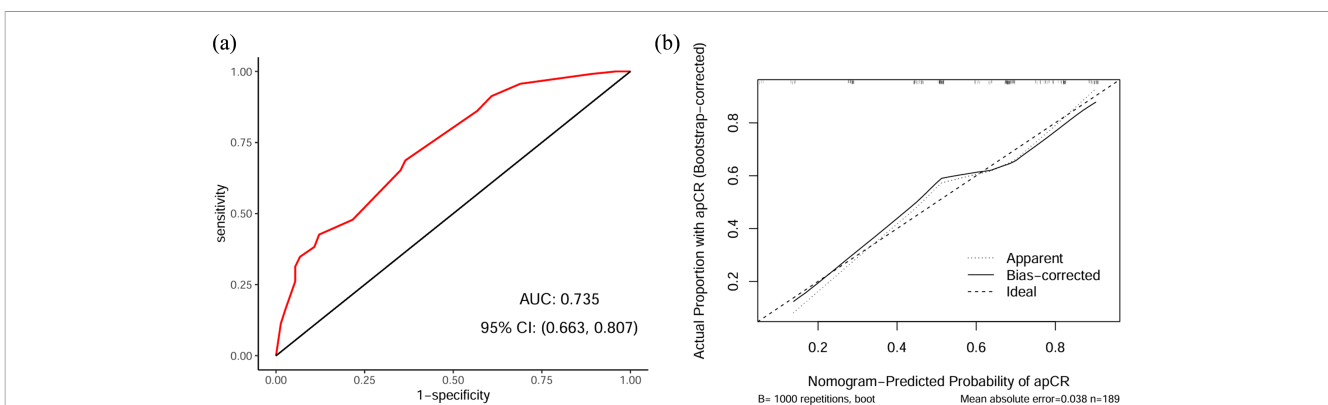 (a)
1.00
0.75
0.50
0.25
0.00
sensitivity
AUC: 0.735
95% CI: (0.663, 0.807)
0.00 0.25 0.50 0.75 1.00
1-specificity
(b)
Actual Proportion with apCR (Bootstrap-corrected)
0.8
0.6
0.4
0.2
Apparent
Bias-corrected
Ideal
0.2 0.4 0.6 0.8
Nomogram-Predicted Probability of apCR
B= 1000 repetitions, boot Mean absolute error=0.038 n=189